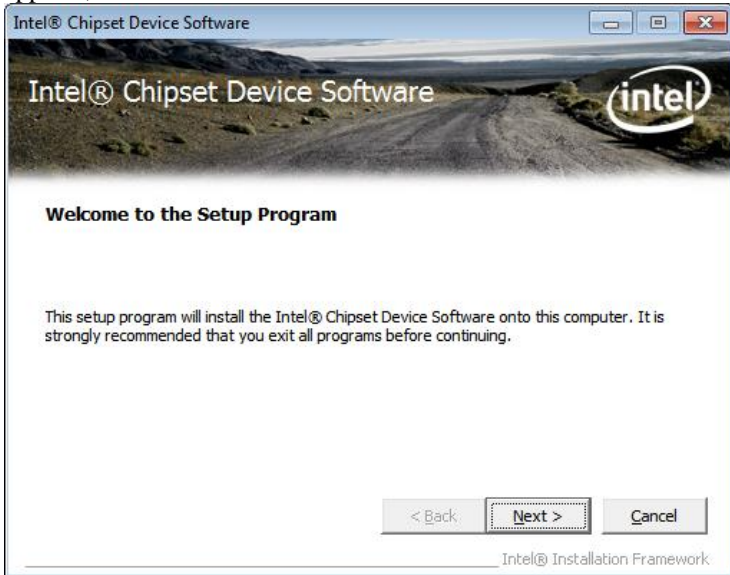 Intel® Chipset Device Software
Intel® Chipset Device Software
intel
Welcome to the Setup Program
This setup program will install the Intel® Chipset Device Software onto this computer. It is
strongly recommended that you exit all programs before continuing.
< Back Next > Cancel
Intel® Installation Framework